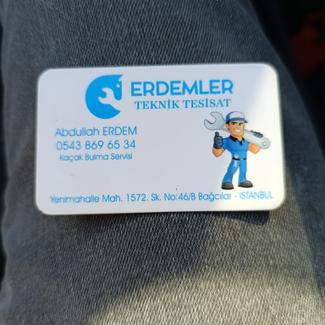 ERDEMLER
TEKNİK TESİSAT
Abdullah ERDEM
0543 869 65 34
Kaçak Bulma Servisi
Yenimahalle Mah. 1572. Sk. No:46/B Bağcılar - İSTANBUL